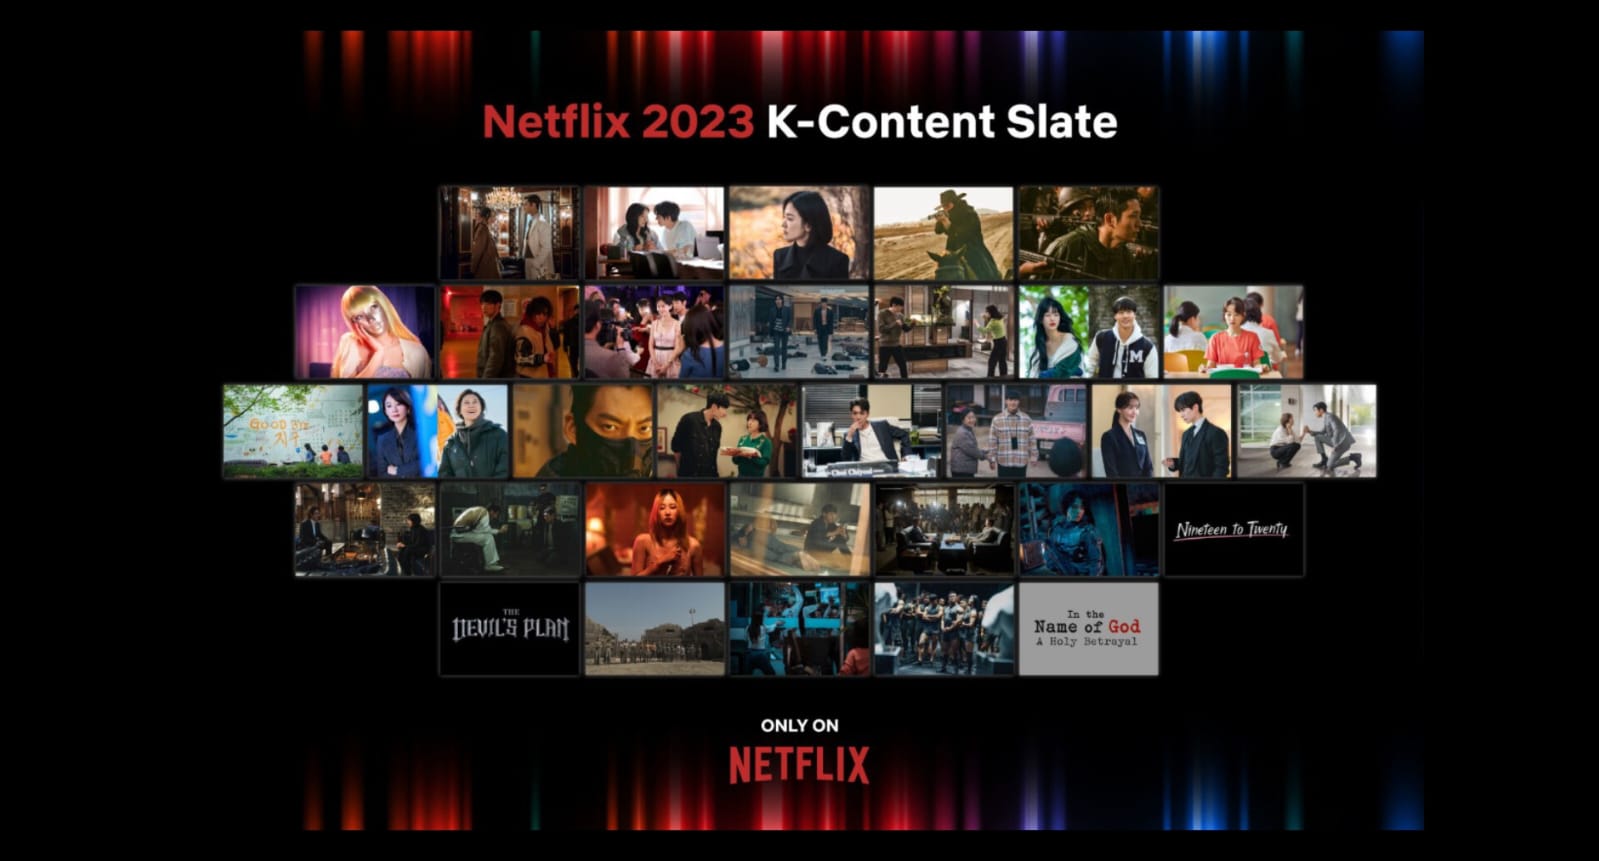 Netflix 2023 K-Content Slate
M
GOOD
지구
Choi Chiyeol
Nineteen to Twenty
THE
DEVIL'S PLAN
In the
Name of God
A Holy Betrayal
ONLY ON
NETFLIX